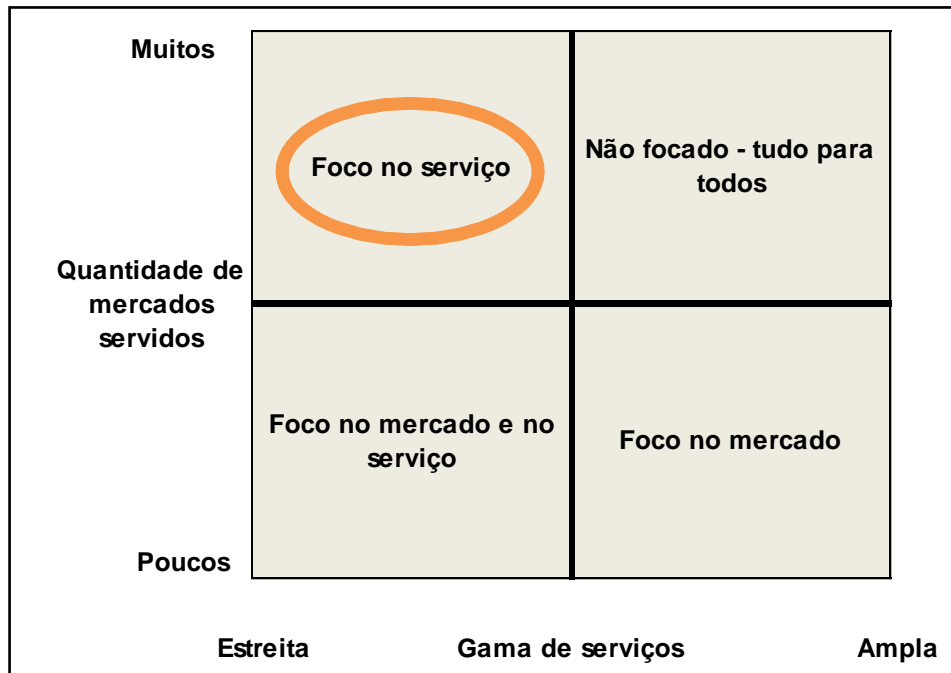 Muitos
Foco no serviço
Não focado - tudo para
todos
Quantidade de
mercados
servidos
Foco no mercado e no
serviço
Foco no mercado
Poucos
Estreita
Gama de serviços
Ampla